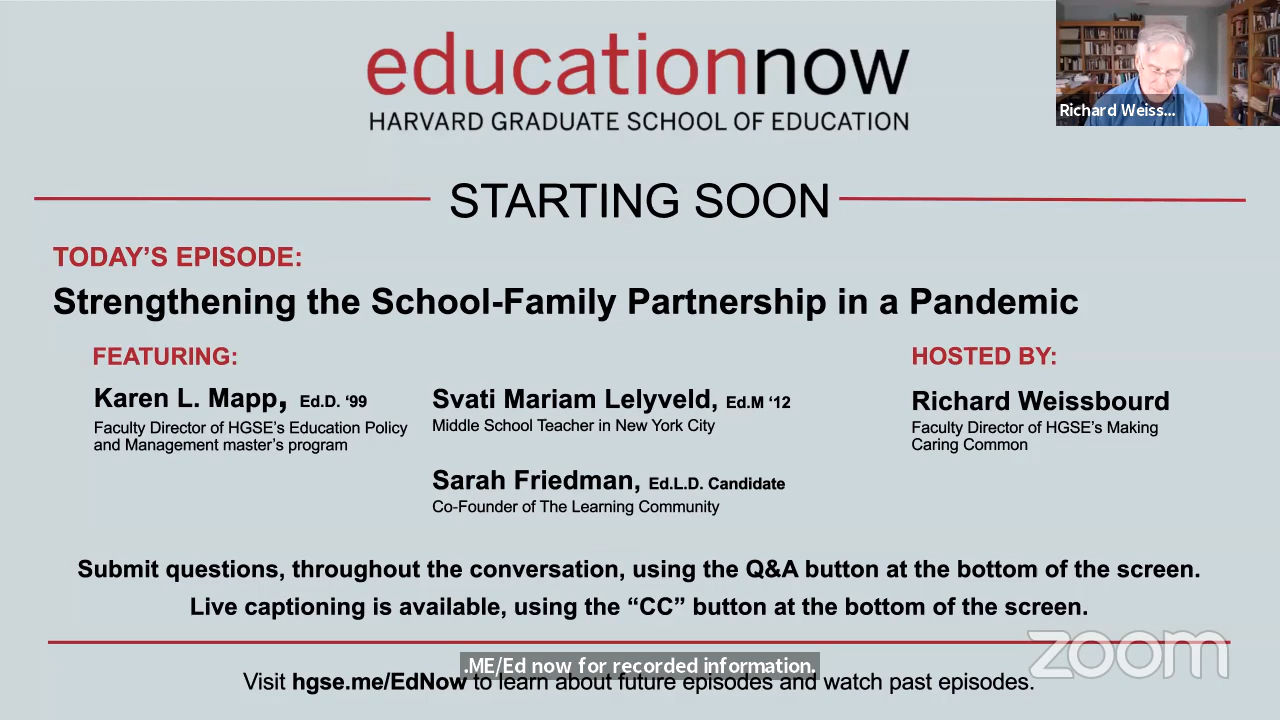 educationnow
HARVARD GRADUATE SCHOOL OF EDUCATION
Richard Weiss...
STARTING SOON
TODAY’S EPISODE:
Strengthening the School-Family Partnership in a Pandemic
FEATURING:
Karen L. Mapp, Ed.D. ‘99
Faculty Director of HGSE’s Education Policy
and Management master’s program
Svati Mariam Lelyveld, Ed.M ‘12
Middle School Teacher in New York City
Sarah Friedman, Ed.L.D. Candidate
Co-Founder of The Learning Community
HOSTED BY:
Richard Weissbourd
Faculty Director of HGSE’s Making
Caring Common
Submit questions, throughout the conversation, using the Q&A button at the bottom of the screen.
Live captioning is available, using the “CC” button at the bottom of the screen.
zoom
.ME/Ed now for recorded information.
Visit hgse.me/EdNow to learn about future episodes and watch past episodes.